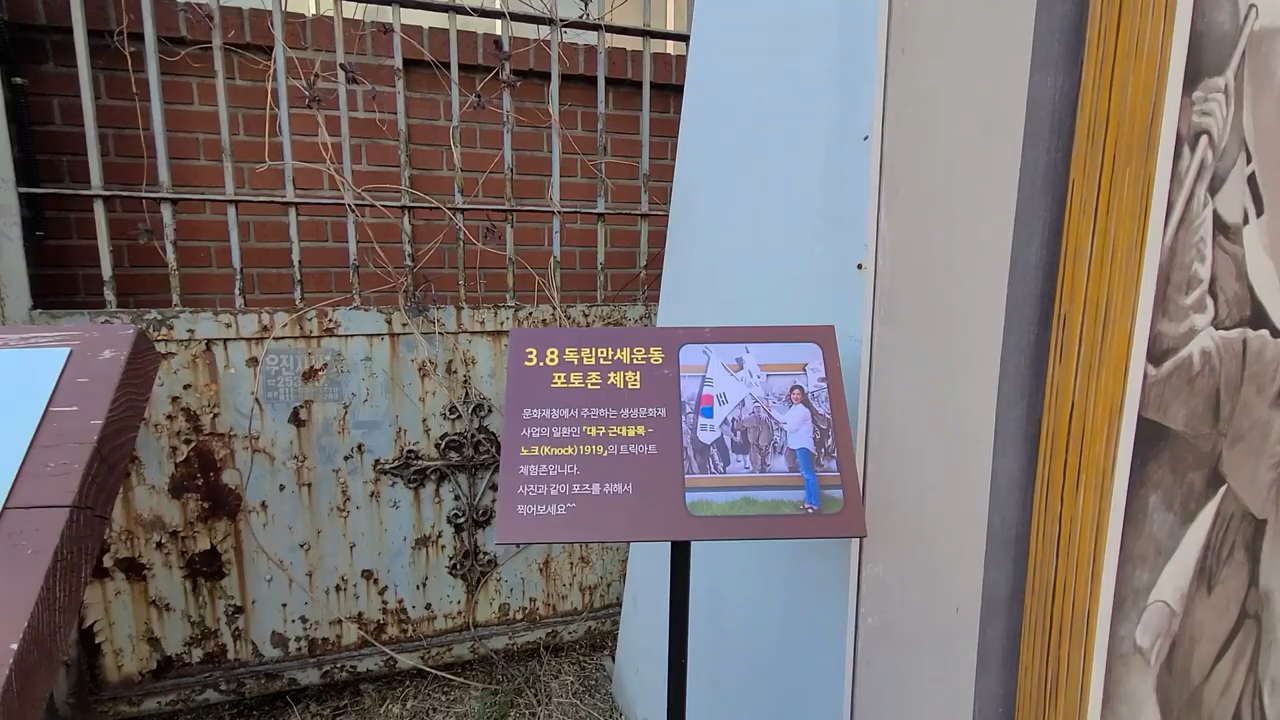 3.8 독립만세운동
포토존 체험
문화재청에서 주관하는 생생문화재
사업의 일환인 『대구 근대골목 -
노크(Knock) 1919』의 트릭아트
체험존입니다.
사진과 같이 포즈를 취해서
찍어보세요^^
우진